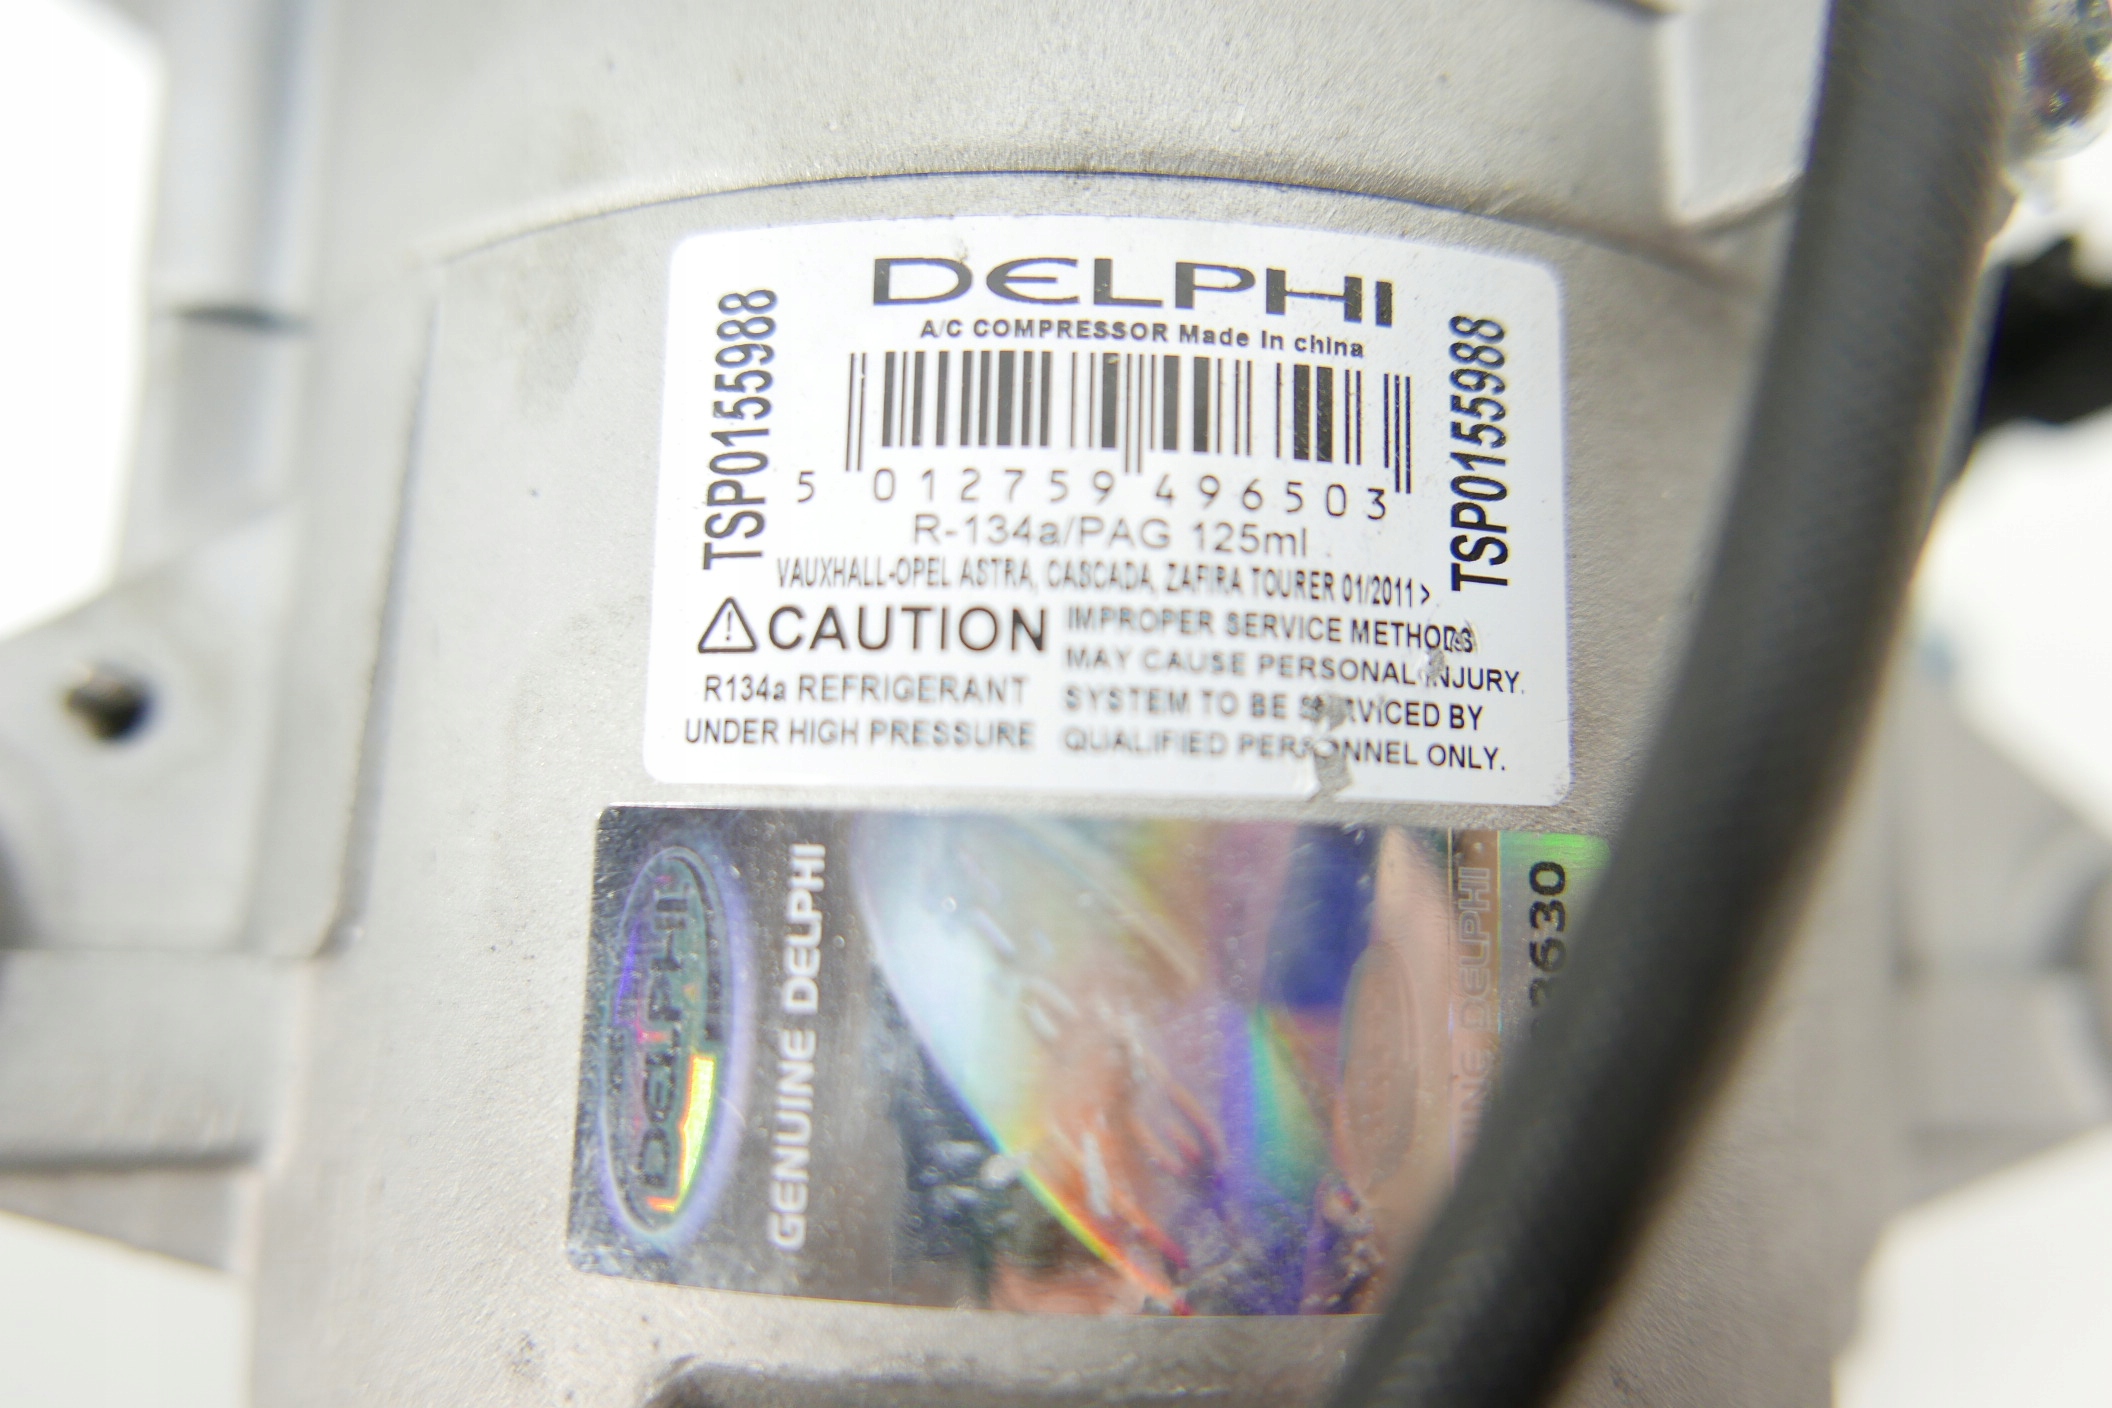 DELPHI
A/C COMPRESSOR Made In china
TSP0155988
TSP0155988
5 012759 496503
R-134a/PAG 125ml
VAUXHALL-OPEL ASTRA, CASCADA, ZAFIRA TOURER 01/2011>
CAUTION
R134a REFRIGERANT
UNDER HIGH PRESSURE
IMPROPER SERVICE METHODS
MAY CAUSE PERSONAL INJURY.
SYSTEM TO BE SERVICED BY
QUALIFIED PERSONNEL ONLY.
DELPHI
GENUINE DELPHI
DELPHI
3630